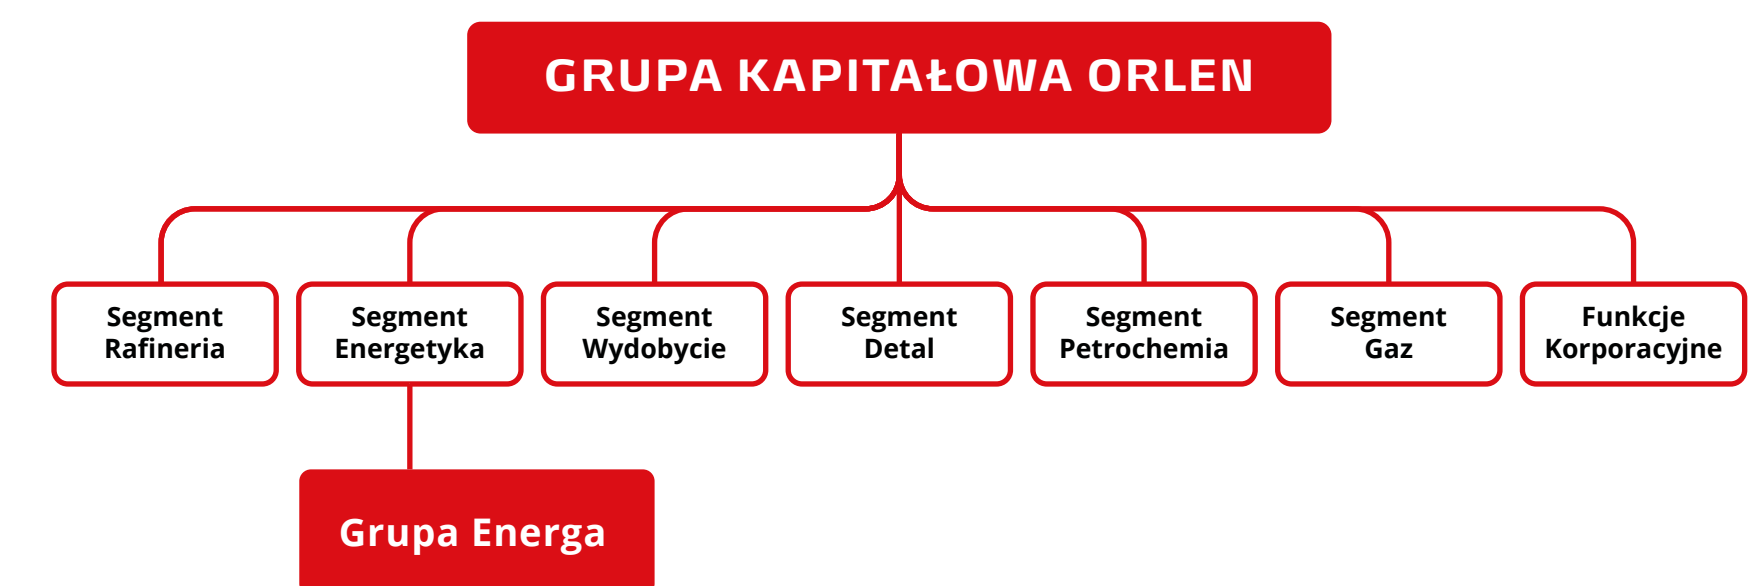 GRUPA KAPITAŁOWA ORLEN
Segment
Rafineria
Segment
Energetyka
Segment
Wydobycie
Segment
Detal
Segment
Petrochemia
Segment
Gaz
Funkcje
Korporacyjne
Grupa Energa